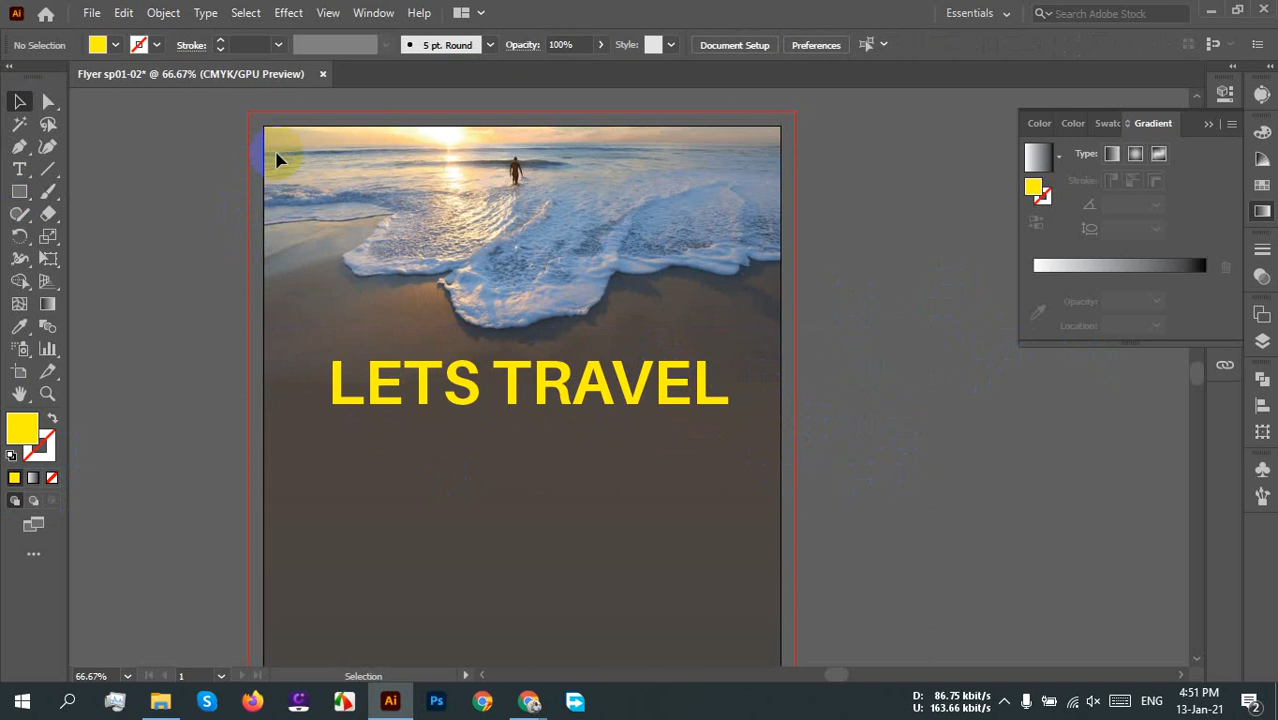 Ai File Edit Object Type Select Effect View Window Help Essentials Search Adobe Stock
No Selection Stroke: 5 pt. Round Opacity: 100% Style: Document Setup Preferences
Flyer sp01-02* @ 66.67% (CMYK/GPU Preview)
Color Color Swatc Gradient
Type:
Stroke:
Opacity:
Location:
LETS TRAVEL
66.67% 1 Selection
Ai Ps D: 86.75 kbit/s ENG 4:51 PM
U: 163.66 kbit/s 13-Jan-21 2